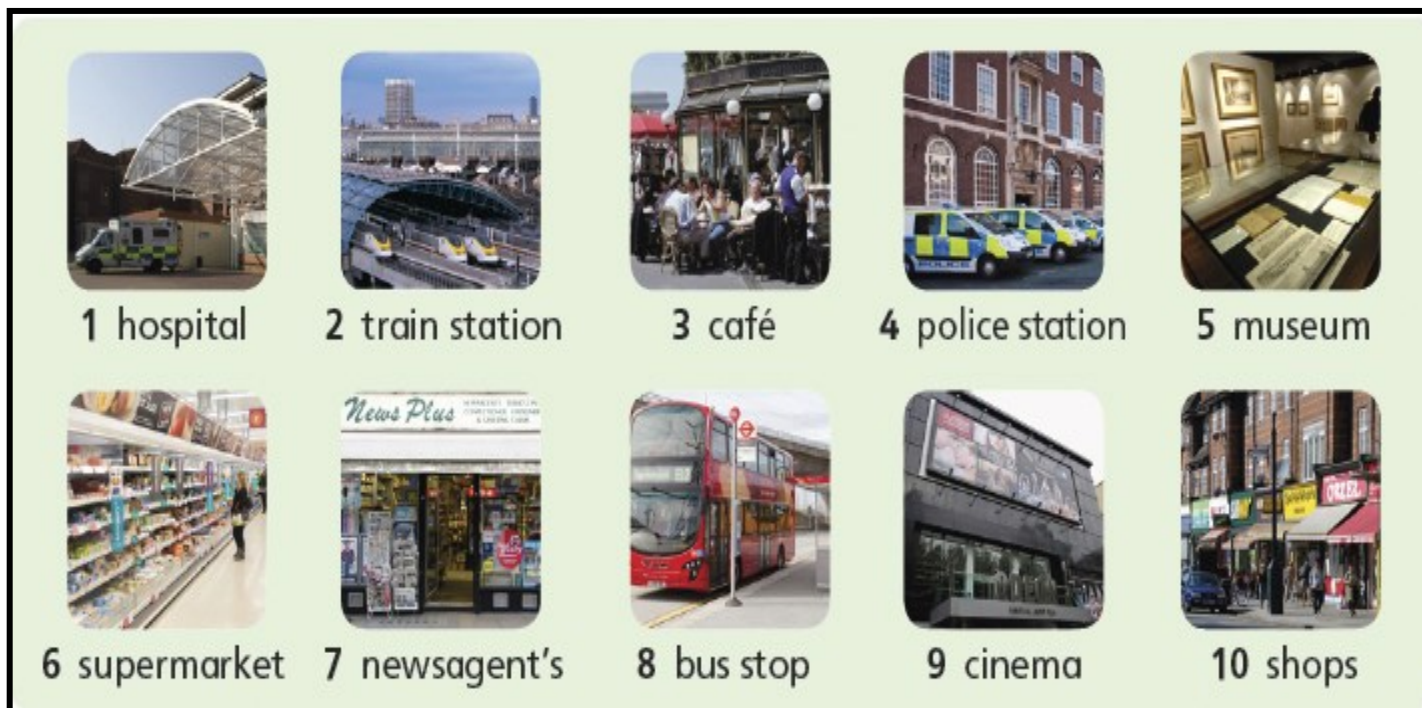 1 hospital
2 train station
3 café
4 police station
5 museum
News Plus
POLICE
ORZEL
6 supermarket
7 newsagent's
8 bus stop
9 cinema
10 shops